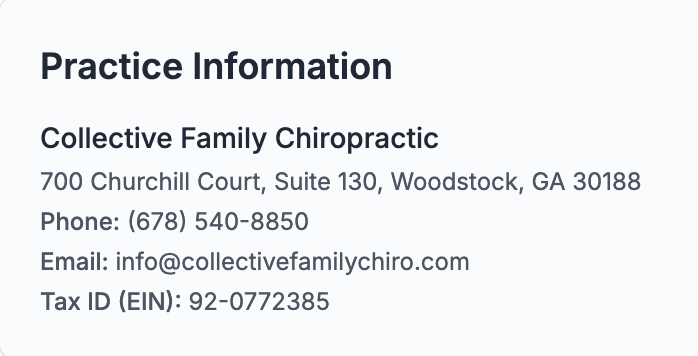 Practice Information
Collective Family Chiropractic
700 Churchill Court, Suite 130, Woodstock, GA 30188
Phone: (678) 540-8850
Email: info@collectivefamilychiro.com
Tax ID (EIN): 92-0772385